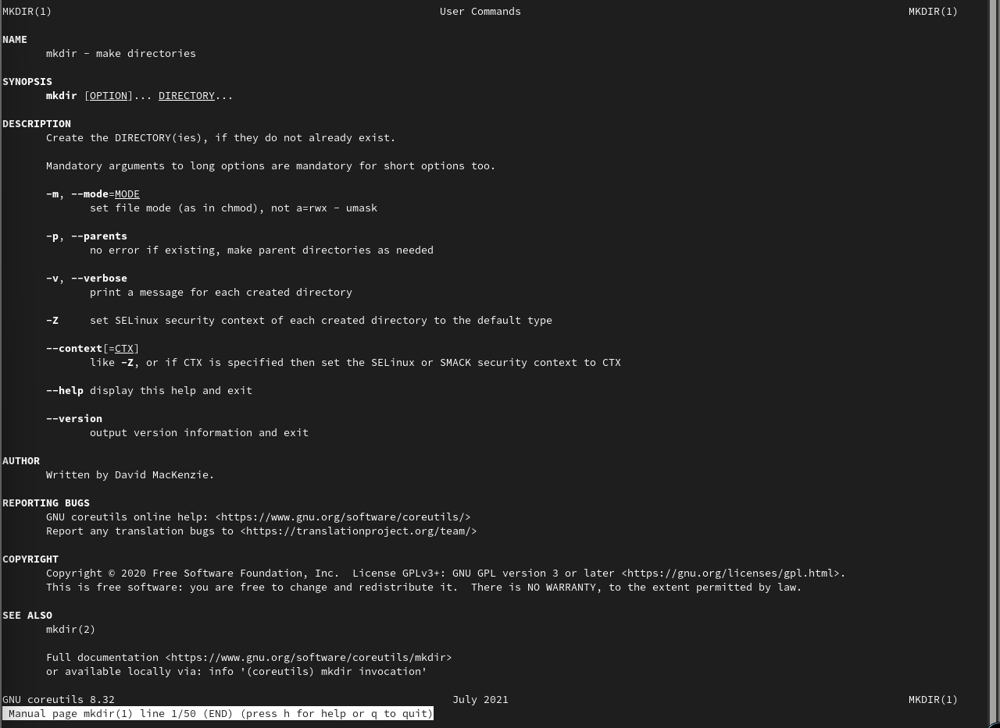 MKDIR(1) User Commands MKDIR(1)
NAME
mkdir - make directories
SYNOPSIS
mkdir [OPTION]... DIRECTORY...
DESCRIPTION
Create the DIRECTORY(ies), if they do not already exist.
Mandatory arguments to long options are mandatory for short options too.
-m, --mode=MODE
set file mode (as in chmod), not a=rwx - umask
-p, --parents
no error if existing, make parent directories as needed
-v, --verbose
print a message for each created directory
-Z set SELinux security context of each created directory to the default type
--context[=CTX]
like -Z, or if CTX is specified then set the SELinux or SMACK security context to CTX
--help display this help and exit
--version
output version information and exit
AUTHOR
Written by David MacKenzie.
REPORTING BUGS
GNU coreutils online help: <https://www.gnu.org/software/coreutils/>
Report any translation bugs to <https://translationproject.org/team/>
COPYRIGHT
Copyright © 2020 Free Software Foundation, Inc.  License GPLv3+: GNU GPL version 3 or later <https://gnu.org/licenses/gpl.html>.
This is free software: you are free to change and redistribute it.  There is NO WARRANTY, to the extent permitted by law.
SEE ALSO
mkdir(2)
Full documentation <https://www.gnu.org/software/coreutils/mkdir>
or available locally via: info '(coreutils) mkdir invocation'
GNU coreutils 8.32 July 2021 MKDIR(1)
Manual page mkdir(1) line 1/50 (END) (press h for help or q to quit)